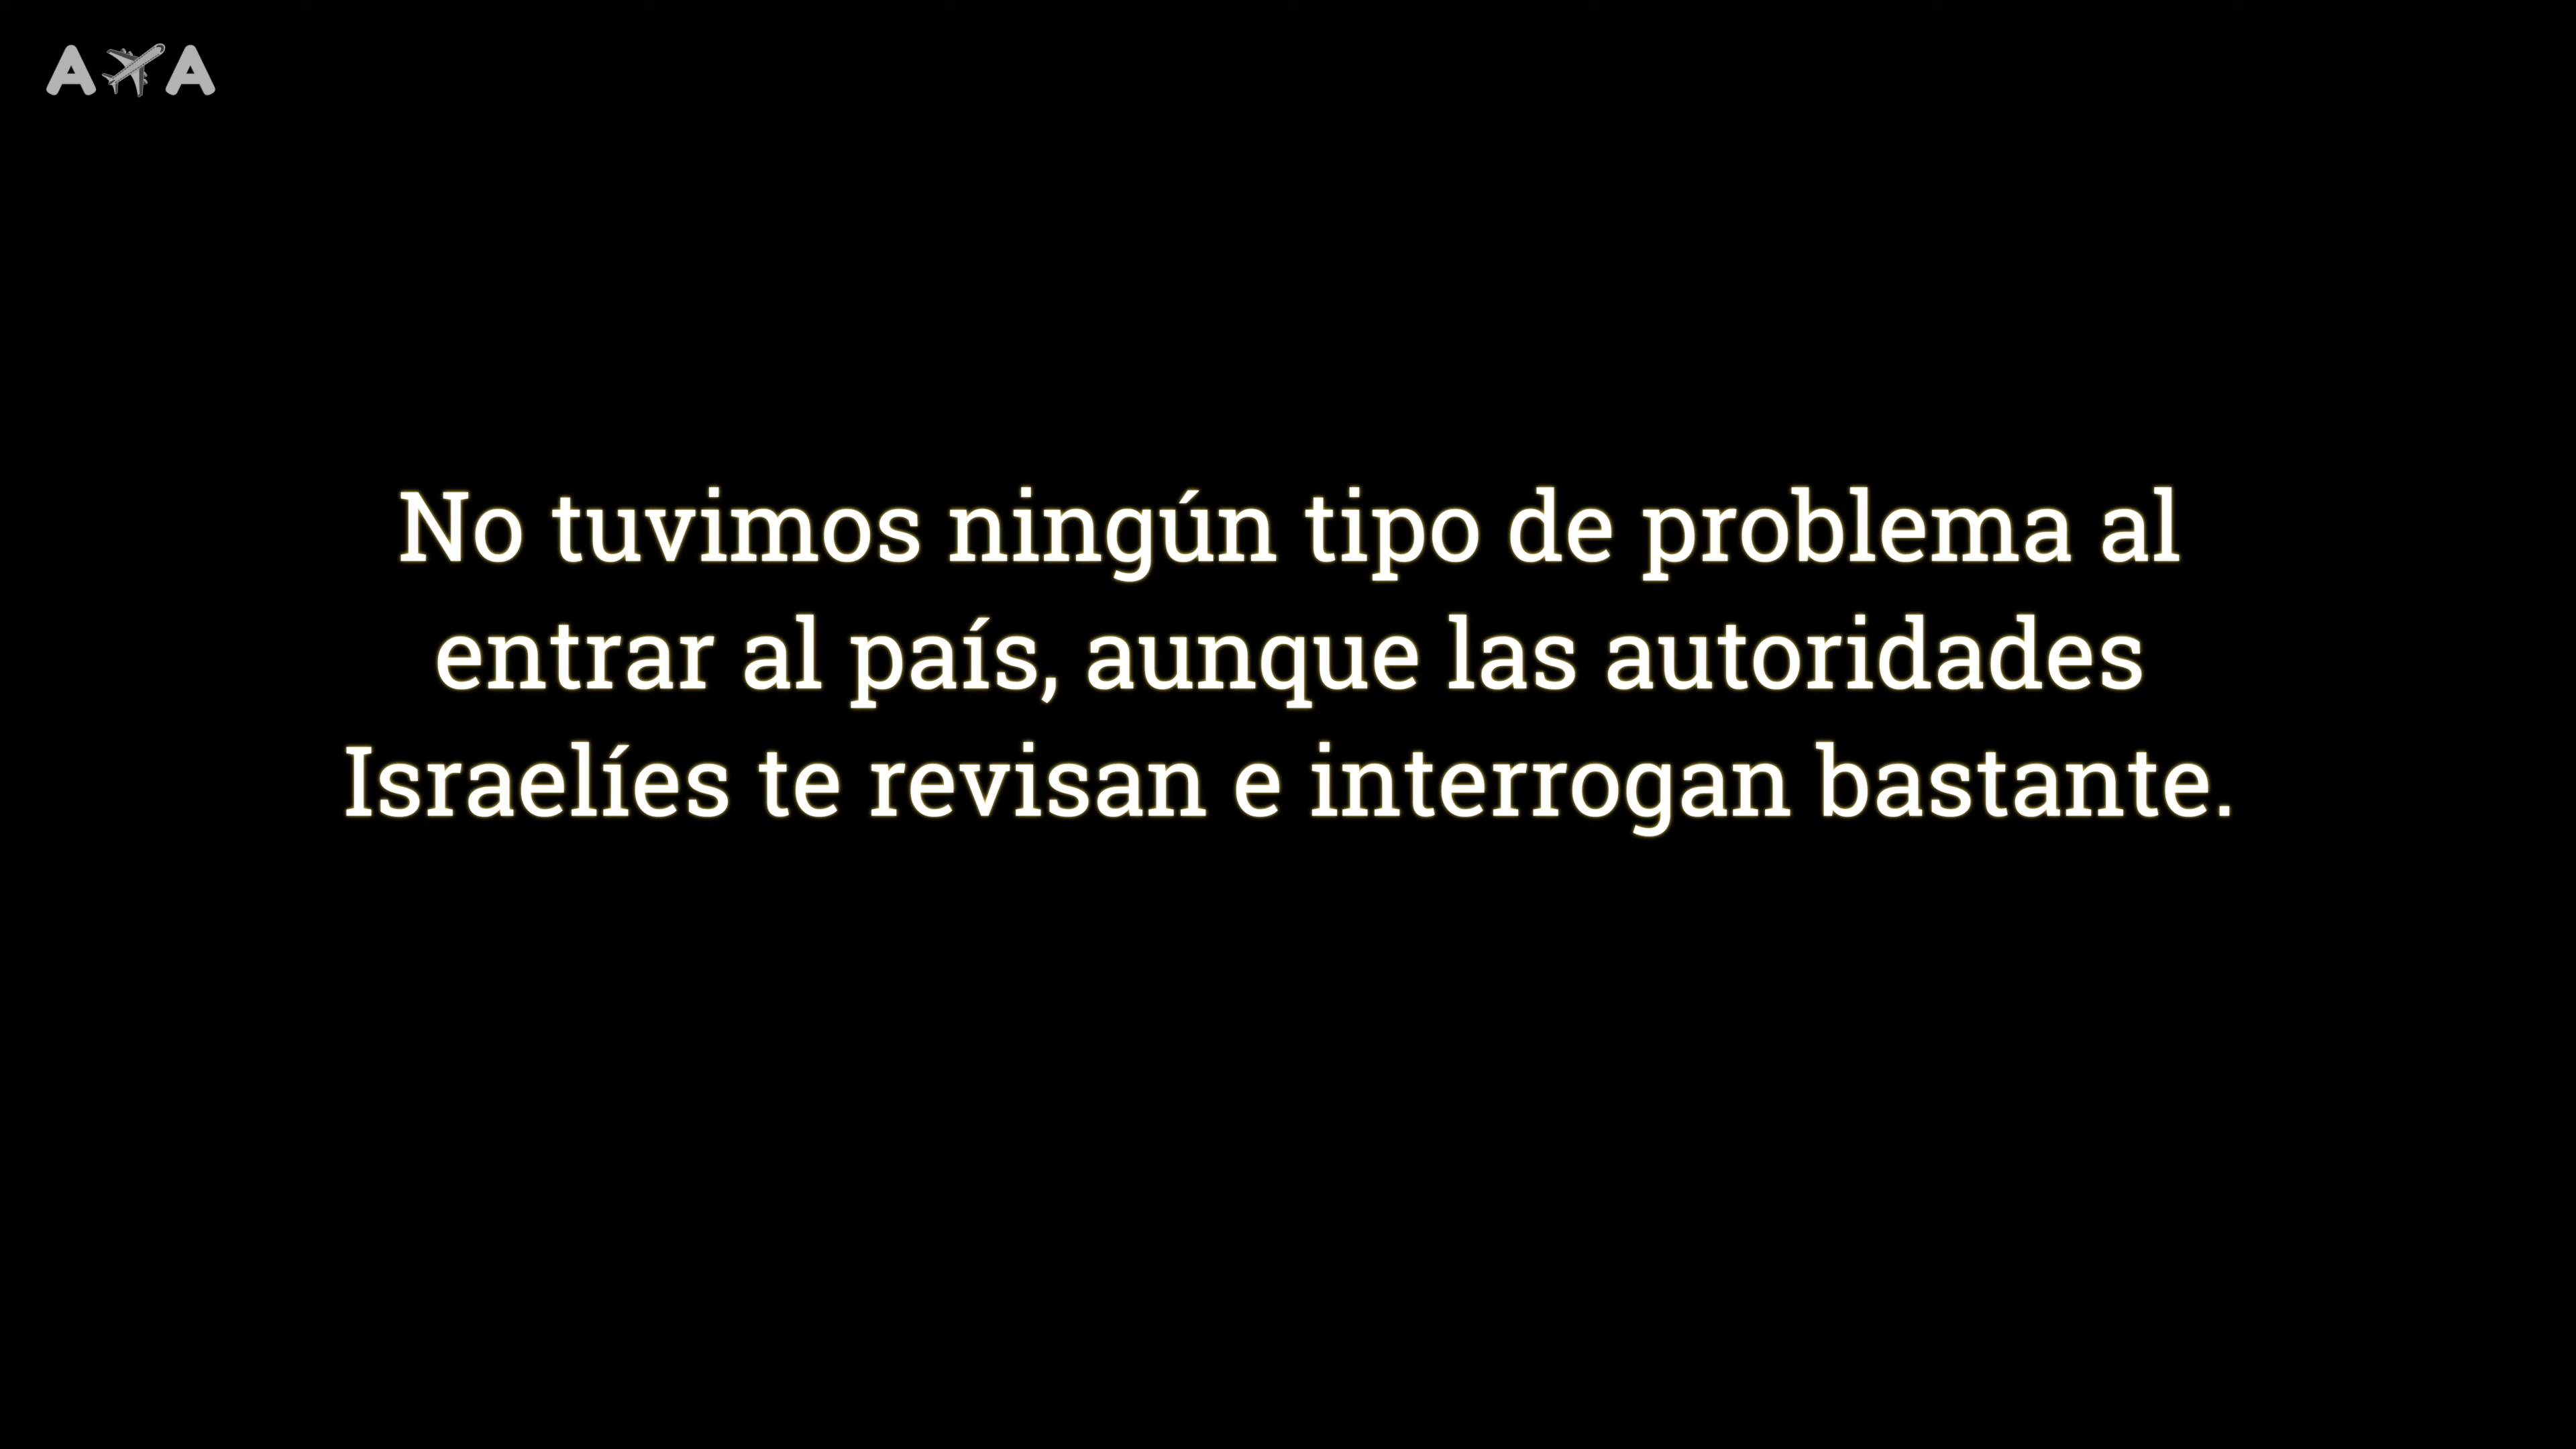 A A
No tuvimos ningún tipo de problema al
entrar al país, aunque las autoridades
Israelíes te revisan e interrogan bastante.